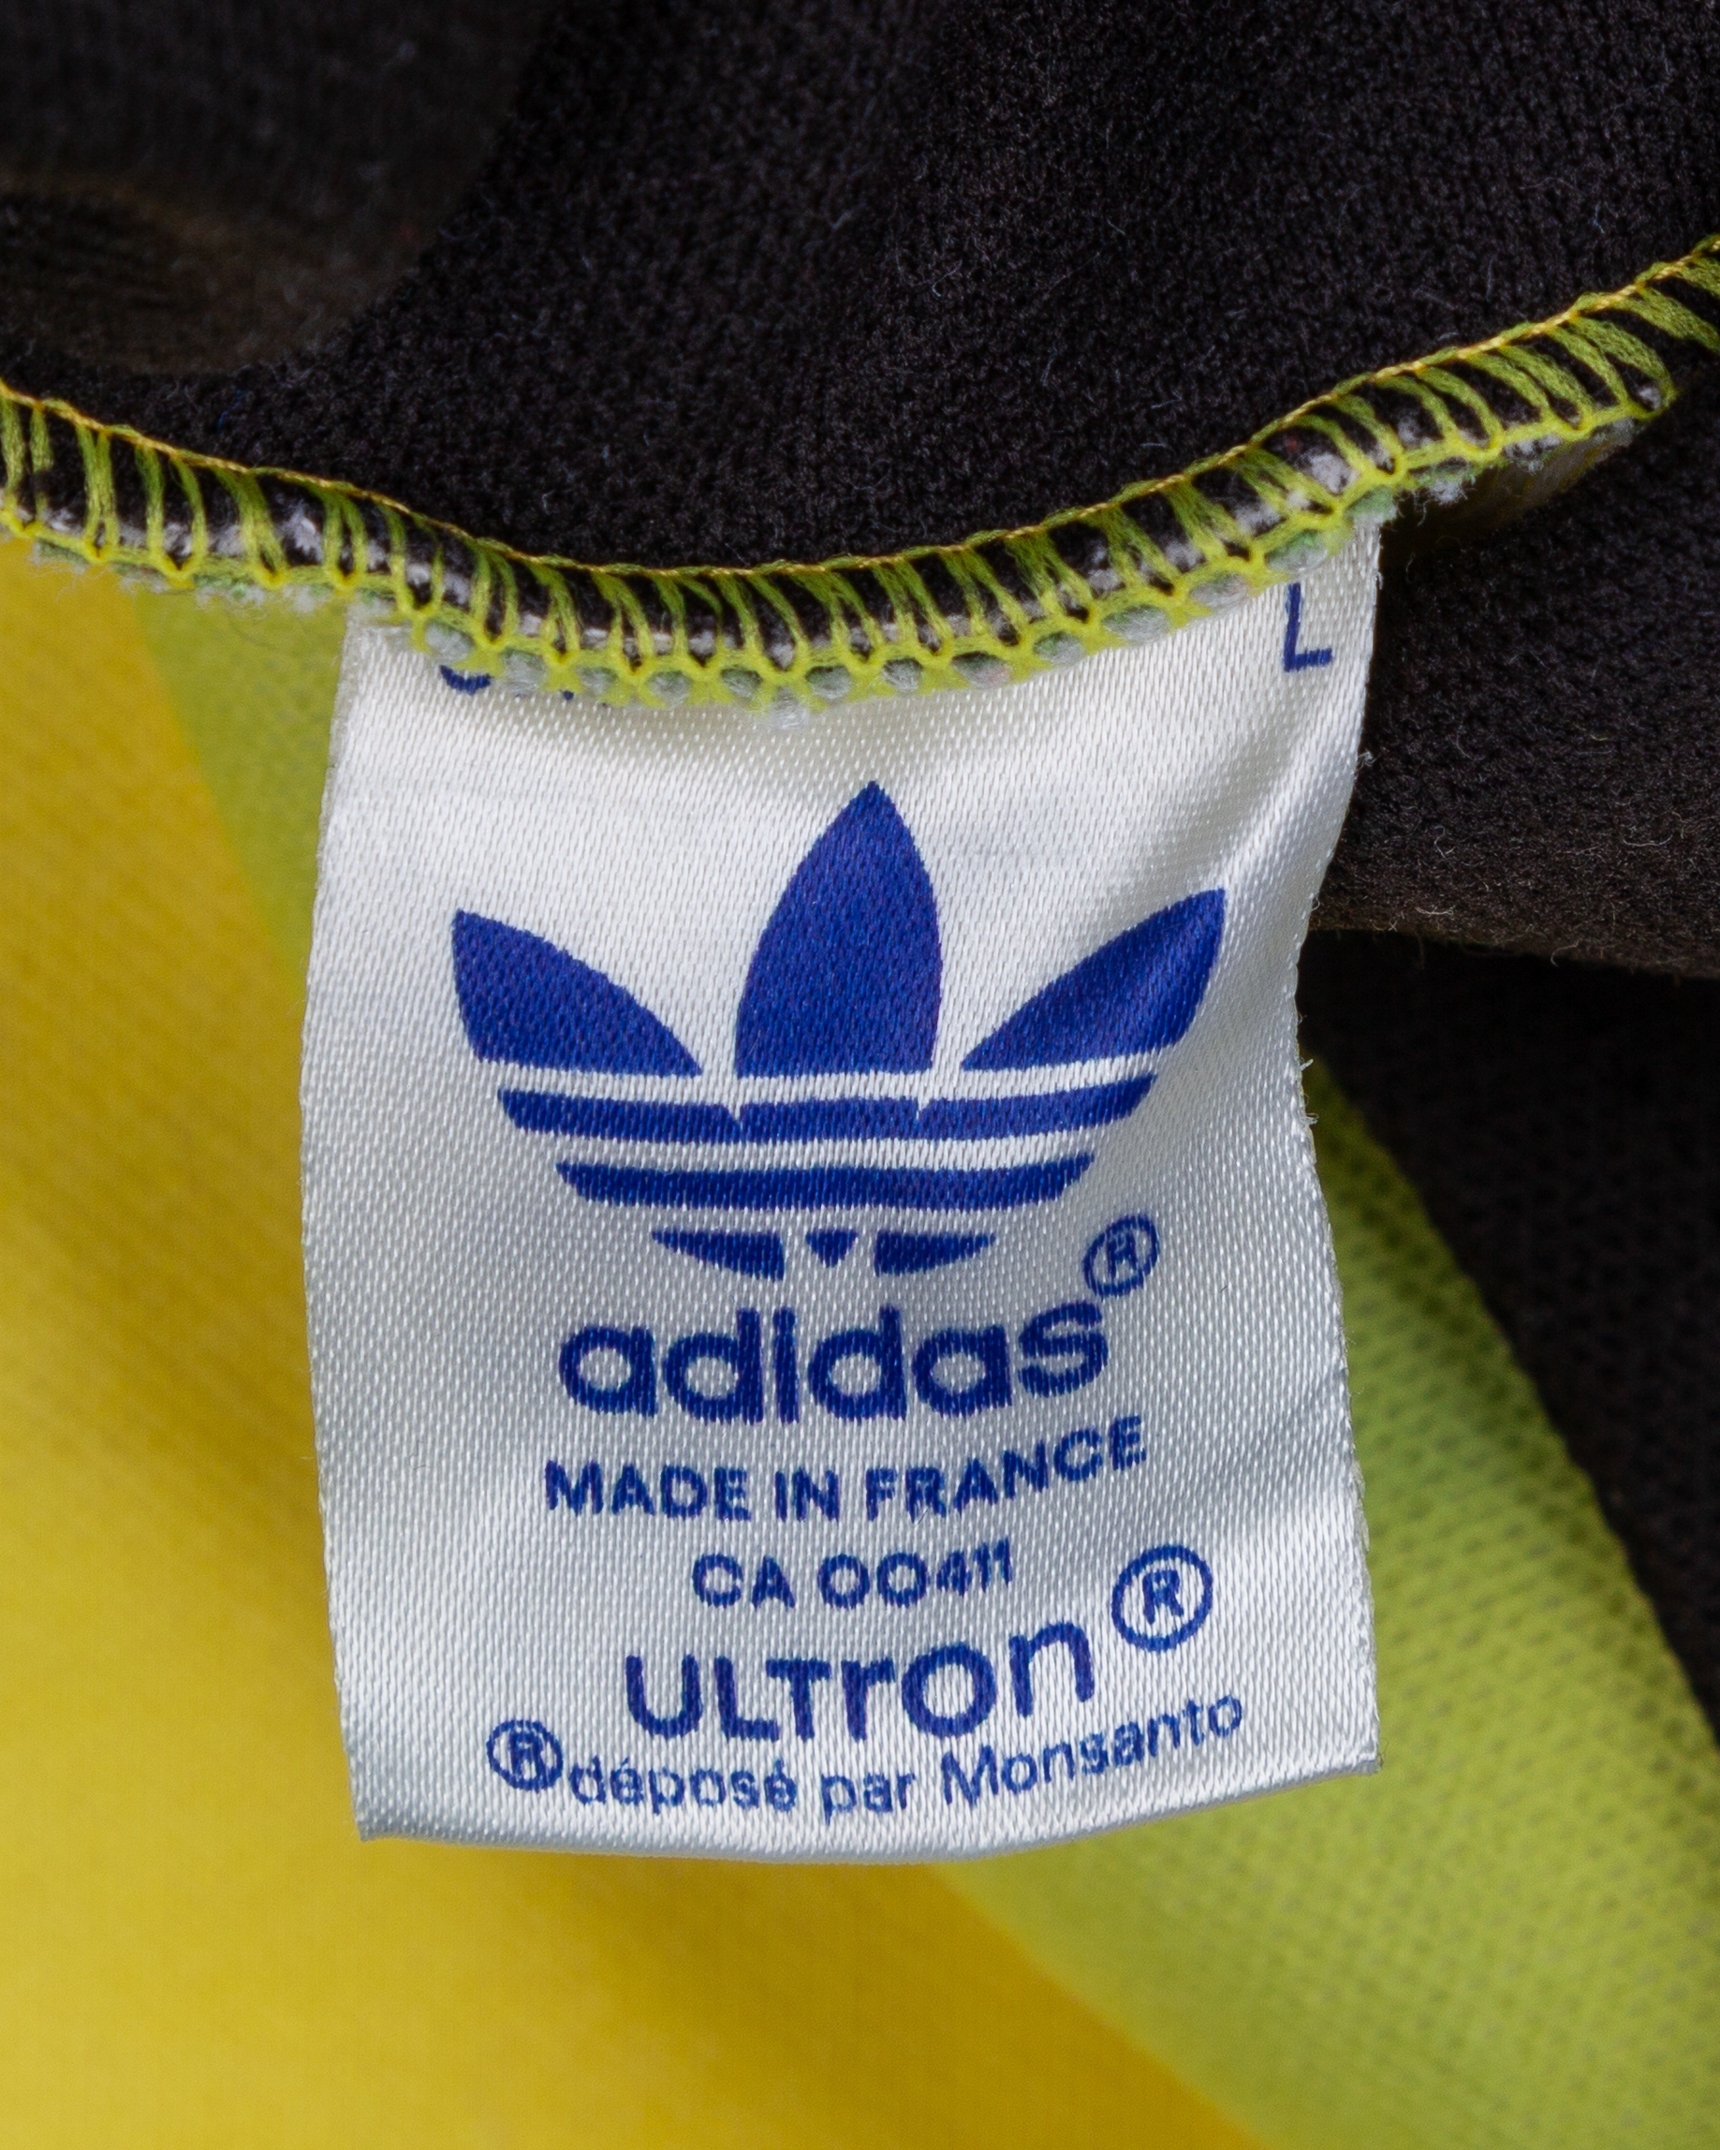 L
adidas®
MADE IN FRANCE
CA 00411
ULTron®
®déposé par Monsanto